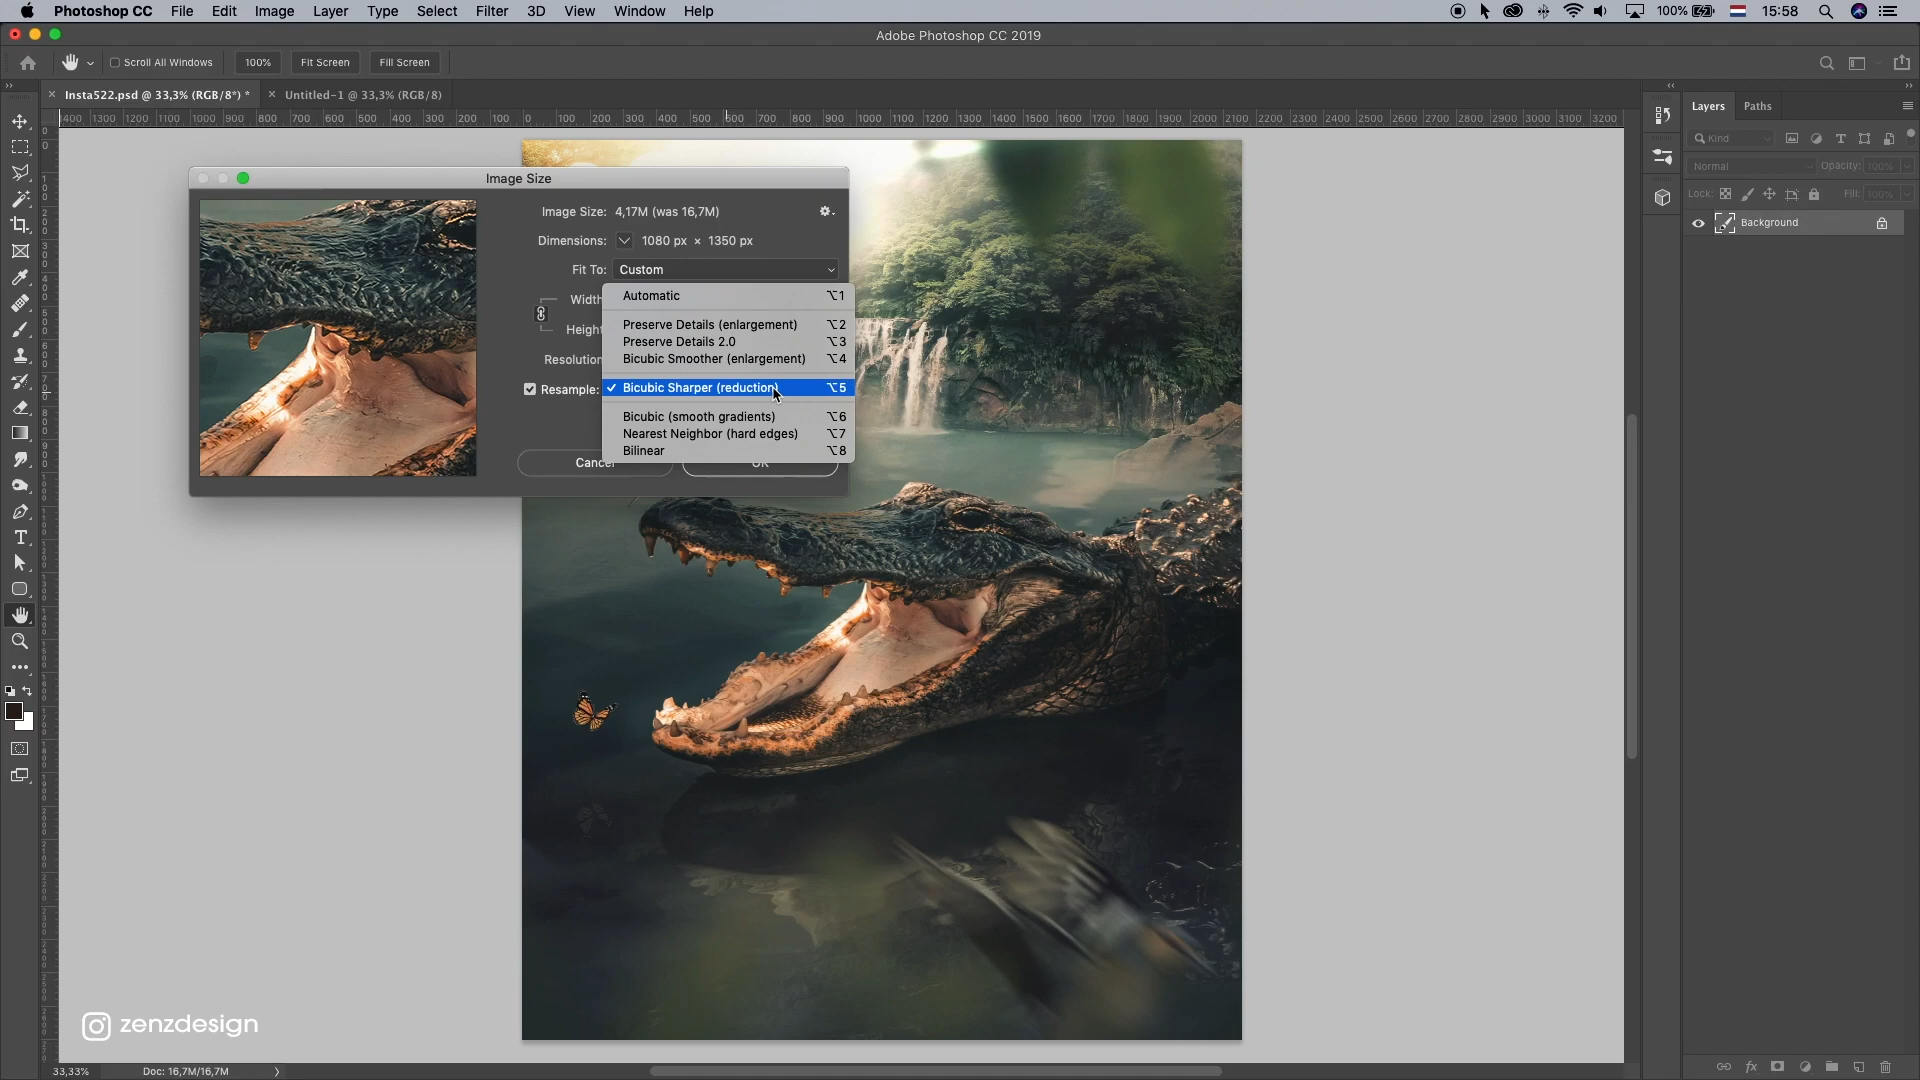 Photoshop CC File Edit Image Layer Type Select Filter 3D View Window Help 100% 15:58
Adobe Photoshop CC 2019
Scroll All Windows 100% Fit Screen Fill Screen
Insta522.psd @ 33,3% (RGB/8*) * Untitled-1 @ 33,3% (RGB/8)
1400 1300 1200 1100 1000 900 800 700 600 500 400 300 200 100 0 100 200 300 400 500 600 700 800 900 1000 1100 1200 1300 1400 1500 1600 1700 1800 1900 2000 2100 2200 2300 2400 2500 2600 2700 2800 2900 3000 3100 3200
Layers Paths
Kind
Normal Opacity: 100%
Lock: Fill: 100%
Background
Image Size
Image Size: 4,17M (was 16,7M)
Dimensions: 1080 px × 1350 px
Fit To: Custom
Width
Height
Resolution
Resample:
Automatic ⌥1
Preserve Details (enlargement) ⌥2
Preserve Details 2.0 ⌥3
Bicubic Smoother (enlargement) ⌥4
✓ Bicubic Sharper (reduction) ⌥5
Bicubic (smooth gradients) ⌥6
Nearest Neighbor (hard edges) ⌥7
Bilinear ⌥8
Cancel OK
zenzdesign
33,33% Doc: 16,7M/16,7M